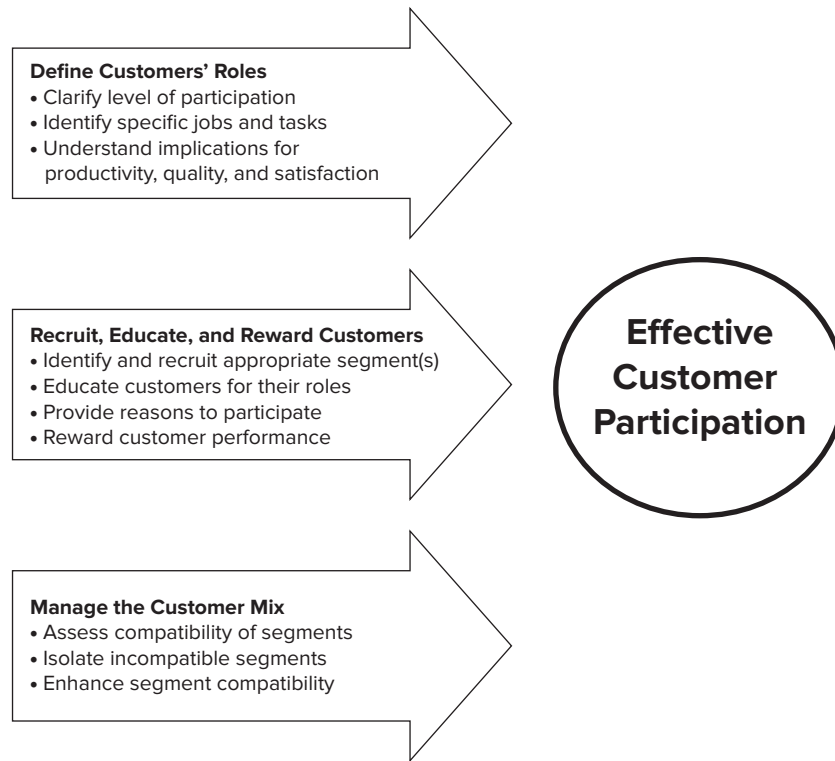 Define Customers’ Roles
• Clarify level of participation
• Identify specific jobs and tasks
• Understand implications for
productivity, quality, and satisfaction
Recruit, Educate, and Reward Customers
• Identify and recruit appropriate segment(s)
• Educate customers for their roles
• Provide reasons to participate
• Reward customer performance
Effective
Customer
Participation
Manage the Customer Mix
• Assess compatibility of segments
• Isolate incompatible segments
• Enhance segment compatibility